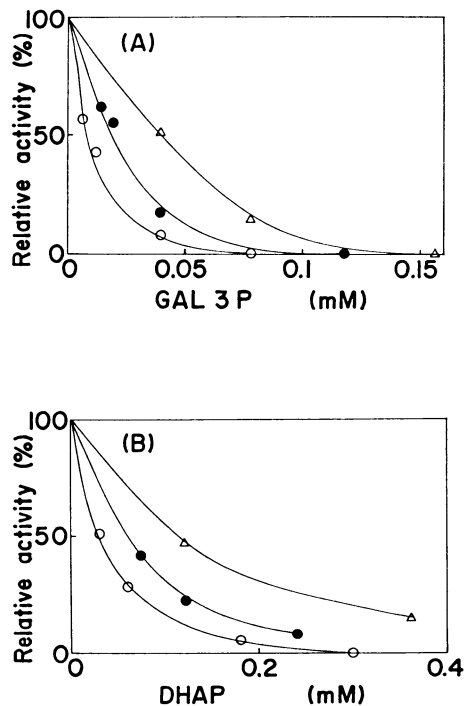 100
(A)
Relative activity (%)
50
0
0 0.05 0.1 0.15
GAL 3 P (mM)
100
(B)
Relative activity (%)
50
0
0 0.2 0.4
DHAP (mM)